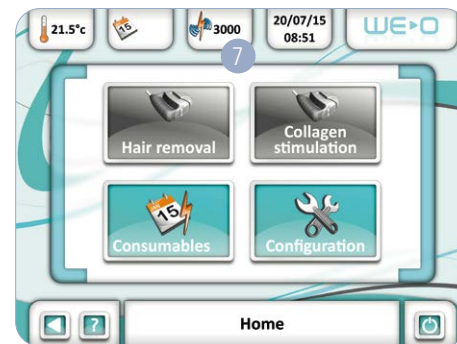 21.5°c
15
3000
20/07/15
08:51
WE▸O
7
Hair removal
Collagen
stimulation
15
Consumables
Configuration
?
Home